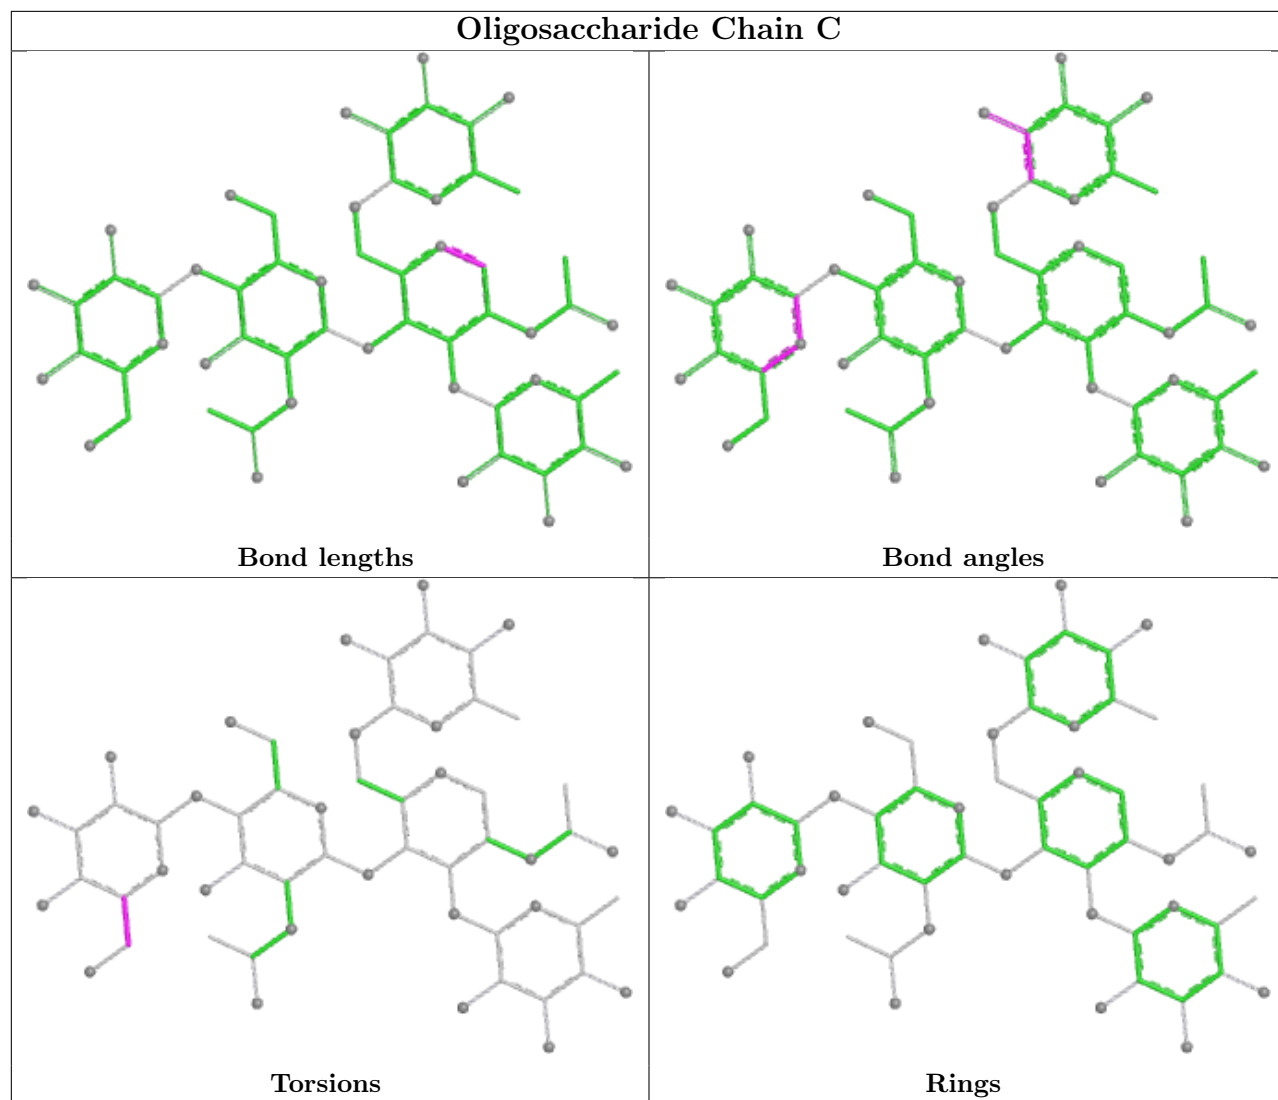 Oligosaccharide Chain C
Bond lengths
Bond angles
Torsions
Rings